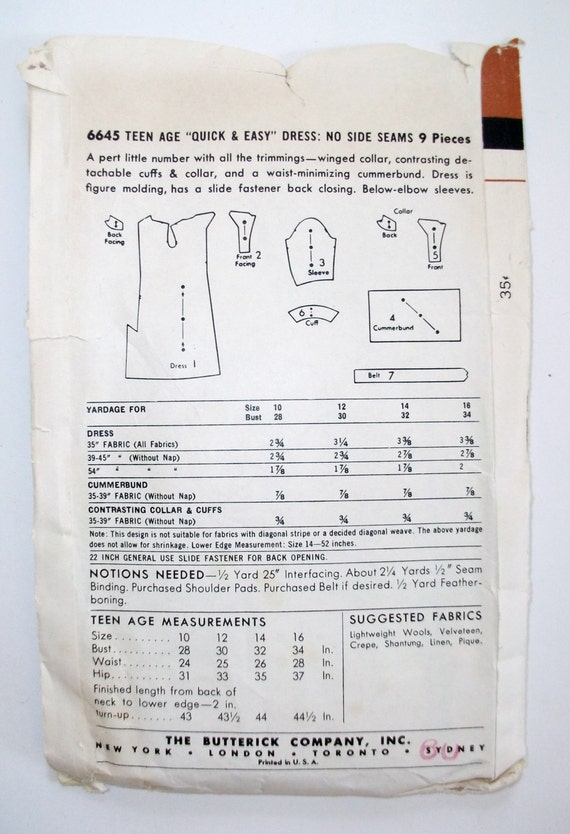 6645 TEEN AGE "QUICK & EASY" DRESS: NO SIDE SEAMS 9 Pieces
A pert little number with all the trimmings—winged collar, contrasting de-
tachable cuffs & collar, and a waist-minimizing cummerbund. Dress is
figure molding, has a slide fastener back closing. Below-elbow sleeves.
Back
Facing
Front 2
Facing
3
Sleeve
Collar
Back
5
Front
6
Cuff
4
Cummerbund
Dress 1
Belt 7
35¢
YARDAGE FOR Size 10 12 14 16
Bust 28 30 32 34
DRESS
35" FABRIC (All Fabrics) 2¾ 3¼ 3⅜ 3⅜
39-45" " (Without Nap) 2¾ 2¾ 2⅞ 2⅞
54" " " " 1⅞ 1⅞ 1⅞ 2
CUMMERBUND
35-39" FABRIC (Without Nap) ⅞ ⅞ ⅞ ⅞
CONTRASTING COLLAR & CUFFS
35-39" FABRIC (Without Nap) ¾ ¾ ¾ ¾
Note: This design is not suitable for fabrics with diagonal stripe or a decided diagonal weave. The above yardage
does not allow for shrinkage. Lower Edge Measurement: Size 14—52 inches.
22 INCH GENERAL USE SLIDE FASTENER FOR BACK OPENING.
NOTIONS NEEDED—½ Yard 25" Interfacing. About 2¼ Yards ½" Seam
Binding. Purchased Shoulder Pads. Purchased Belt if desired. ½ Yard Feather-
boning.
TEEN AGE MEASUREMENTS
Size......... 10 12 14 16
Bust......... 28 30 32 34 In.
Waist........ 24 25 26 28 In.
Hip.......... 31 33 35 37 In.
Finished length from back of
neck to lower edge—2 in.
turn-up....... 43 43½ 44 44½ In.
SUGGESTED FABRICS
Lightweight Wools, Velveteen,
Crepe, Shantung, Linen, Pique.
THE BUTTERICK COMPANY, INC.
NEW YORK • LONDON • TORONTO • SYDNEY
Printed in U. S. A.